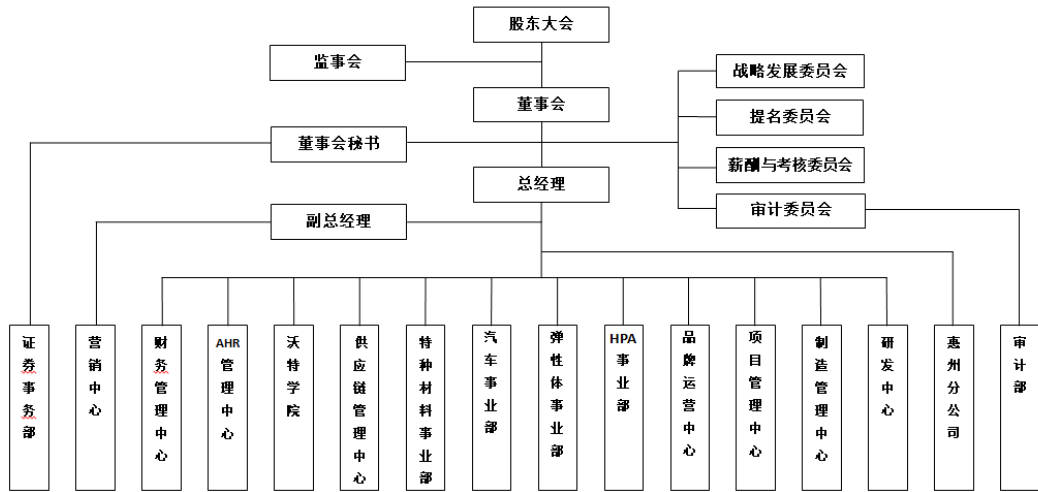 股东大会
监事会
战略发展委员会
董事会
提名委员会
董事会秘书
薪酬与考核委员会
总经理
副总经理
审计委员会
证券事务部
营销中心
财务管理中心
AHR管理中心
沃特学院
供应链管理中心
特种材料事业部
汽车事业部
弹性体事业部
HPA事业部
品牌运营中心
项目管理中心
制造管理中心
研发中心
惠州分公司
审计部